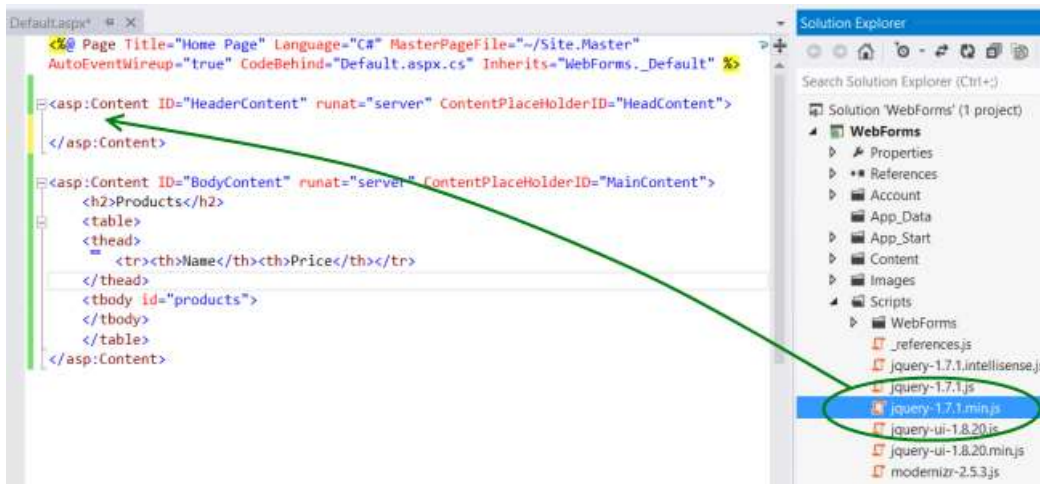 Default.aspx*
<%@ Page Title="Home Page" Language="C#" MasterPageFile="~/Site.Master"
AutoEventWireup="true" CodeBehind="Default.aspx.cs" Inherits="WebForms._Default" %>
<asp:Content ID="HeaderContent" runat="server" ContentPlaceHolderID="HeadContent">
</asp:Content>
<asp:Content ID="BodyContent" runat="server" ContentPlaceHolderID="MainContent">
<h2>Products</h2>
<table>
<thead>
<tr><th>Name</th><th>Price</th></tr>
</thead>
<tbody id="products">
</tbody>
</table>
</asp:Content>
Solution Explorer
Search Solution Explorer (Ctrl+;)
Solution 'WebForms' (1 project)
WebForms
Properties
References
Account
App_Data
App_Start
Content
Images
Scripts
WebForms
_references.js
jquery-1.7.1.intellisense.j
jquery-1.7.1.js
jquery-1.7.1.min.js
jquery-ui-1.8.20.js
jquery-ui-1.8.20.min.js
modernizr-2.5.3.js